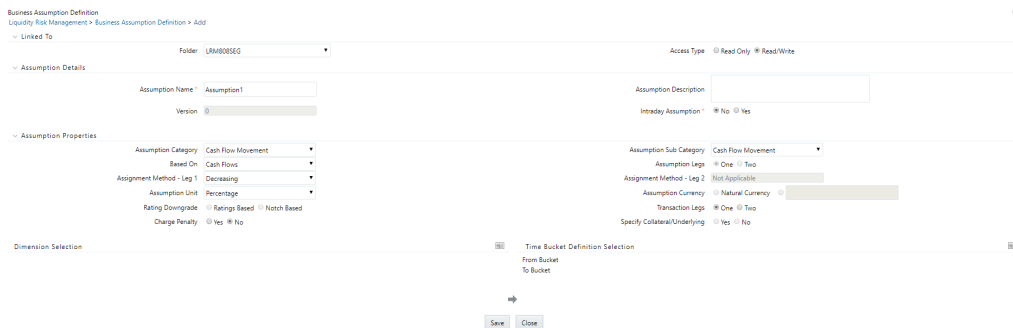 Business Assumption Definition
Liquidity Risk Management > Business Assumption Definition > Add
Linked To
Folder LRM808SEG Access Type Read Only Read/Write
Assumption Details
Assumption Name * Assumption1 Assumption Description
Version 0 Intraday Assumption * No Yes
Assumption Properties
Assumption Category Cash Flow Movement Assumption Sub Category Cash Flow Movement
Based On Cash Flows Assumption Legs One Two
Assignment Method - Leg 1 Decreasing Assignment Method - Leg 2 Not Applicable
Assumption Unit Percentage Assumption Currency Natural Currency
Rating Downgrade Ratings Based Notch Based Transaction Legs One Two
Charge Penalty Yes No Specify Collateral/Underlying Yes No
Dimension Selection Time Bucket Definition Selection
From Bucket
To Bucket
Save Close